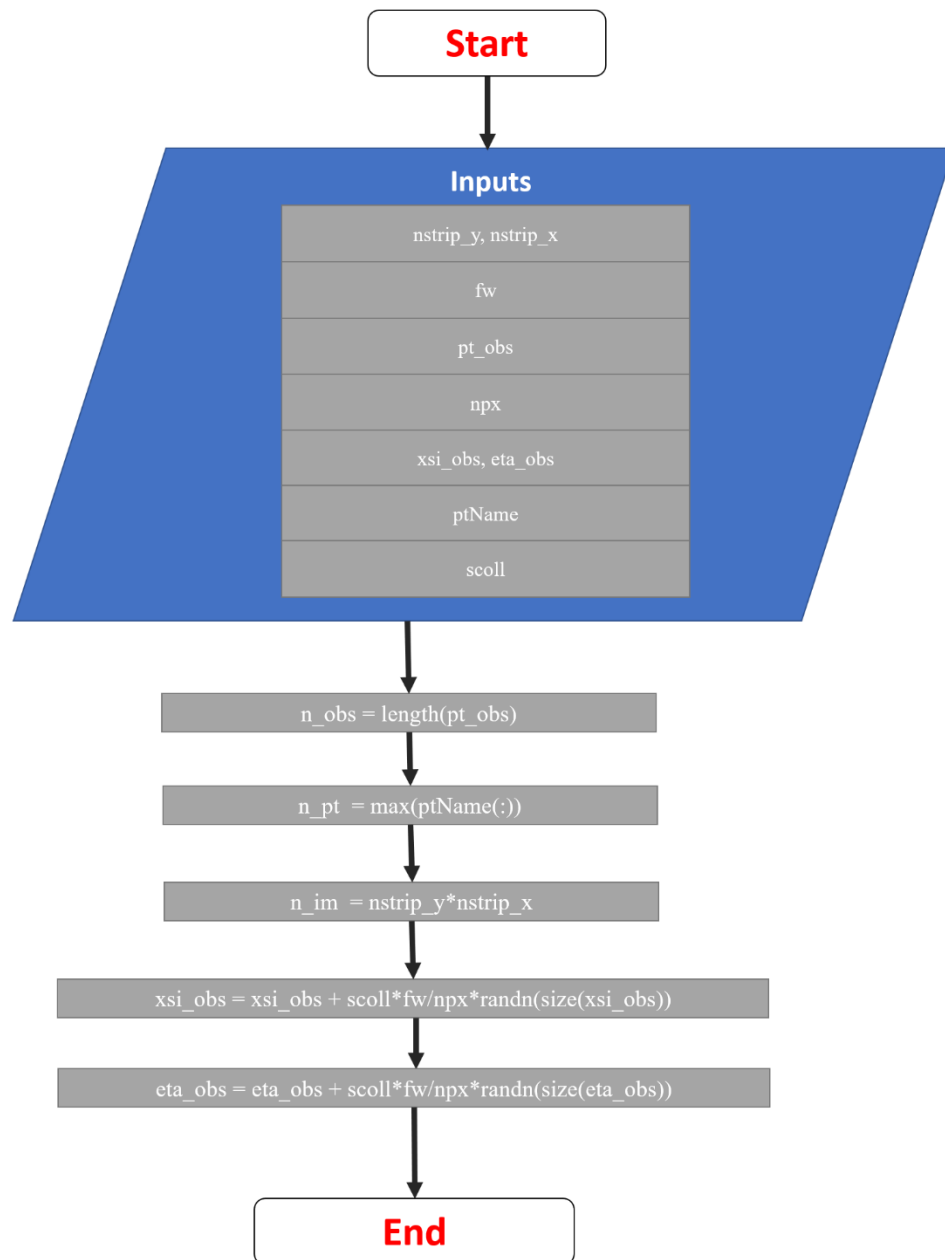 Start
Inputs
nstrip_y, nstrip_x
fw
pt_obs
npx
xsi_obs, eta_obs
ptName
scoll
n_obs = length(pt_obs)
n_pt = max(ptName(:))
n_im = nstrip_y*nstrip_x
xsi_obs = xsi_obs + scoll*fw/npx*randn(size(xsi_obs))
eta_obs = eta_obs + scoll*fw/npx*randn(size(eta_obs))
End